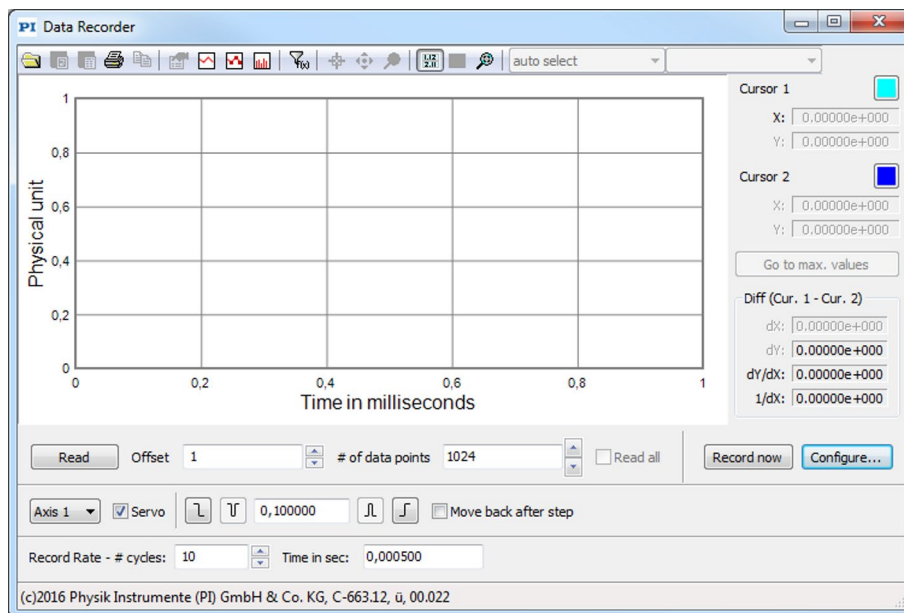 PI Data Recorder
f(x)
auto select
Cursor 1
X: 0.00000e+000
Y: 0.00000e+000
Cursor 2
X: 0.00000e+000
Y: 0.00000e+000
Go to max. values
Diff (Cur. 1 - Cur. 2)
dX: 0.00000e+000
dY: 0.00000e+000
dY/dX: 0.00000e+000
1/dX: 0.00000e+000
Physical unit
1
0,8
0,6
0,4
0,2
0
0 0,2 0,4 0,6 0,8 1
Time in milliseconds
Read Offset 1 # of data points 1024 Read all Record now Configure...
Axis 1 Servo 0,100000 Move back after step
Record Rate - # cycles: 10 Time in sec: 0,000500
(c)2016 Physik Instrumente (PI) GmbH & Co. KG, C-663.12, ü, 00.022